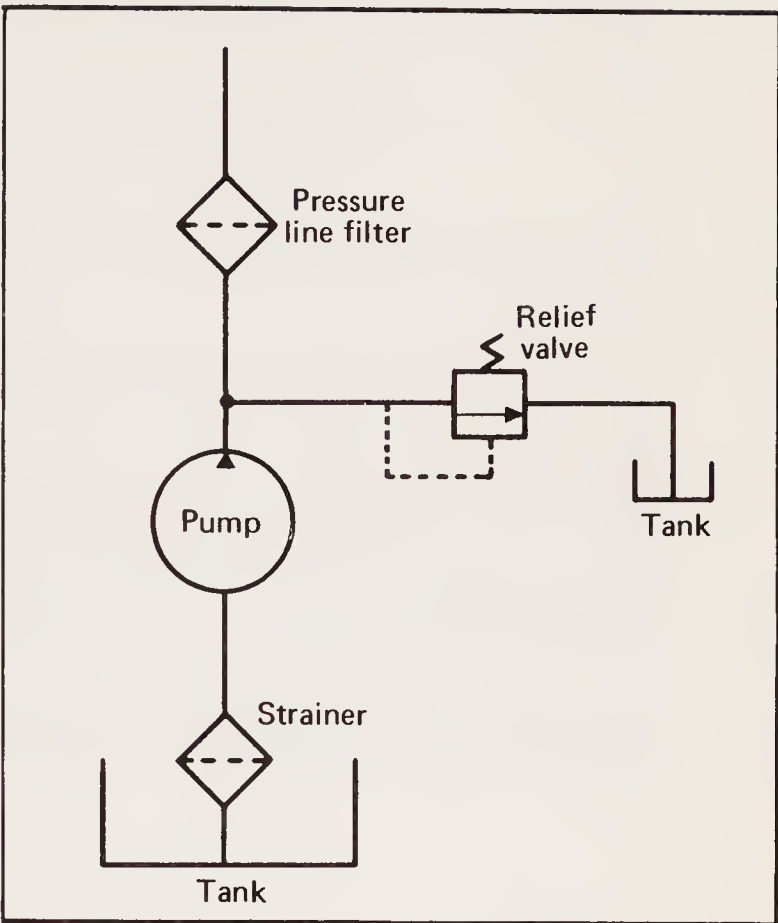 Pressure
line filter
Relief
valve
Pump
Tank
Strainer
Tank